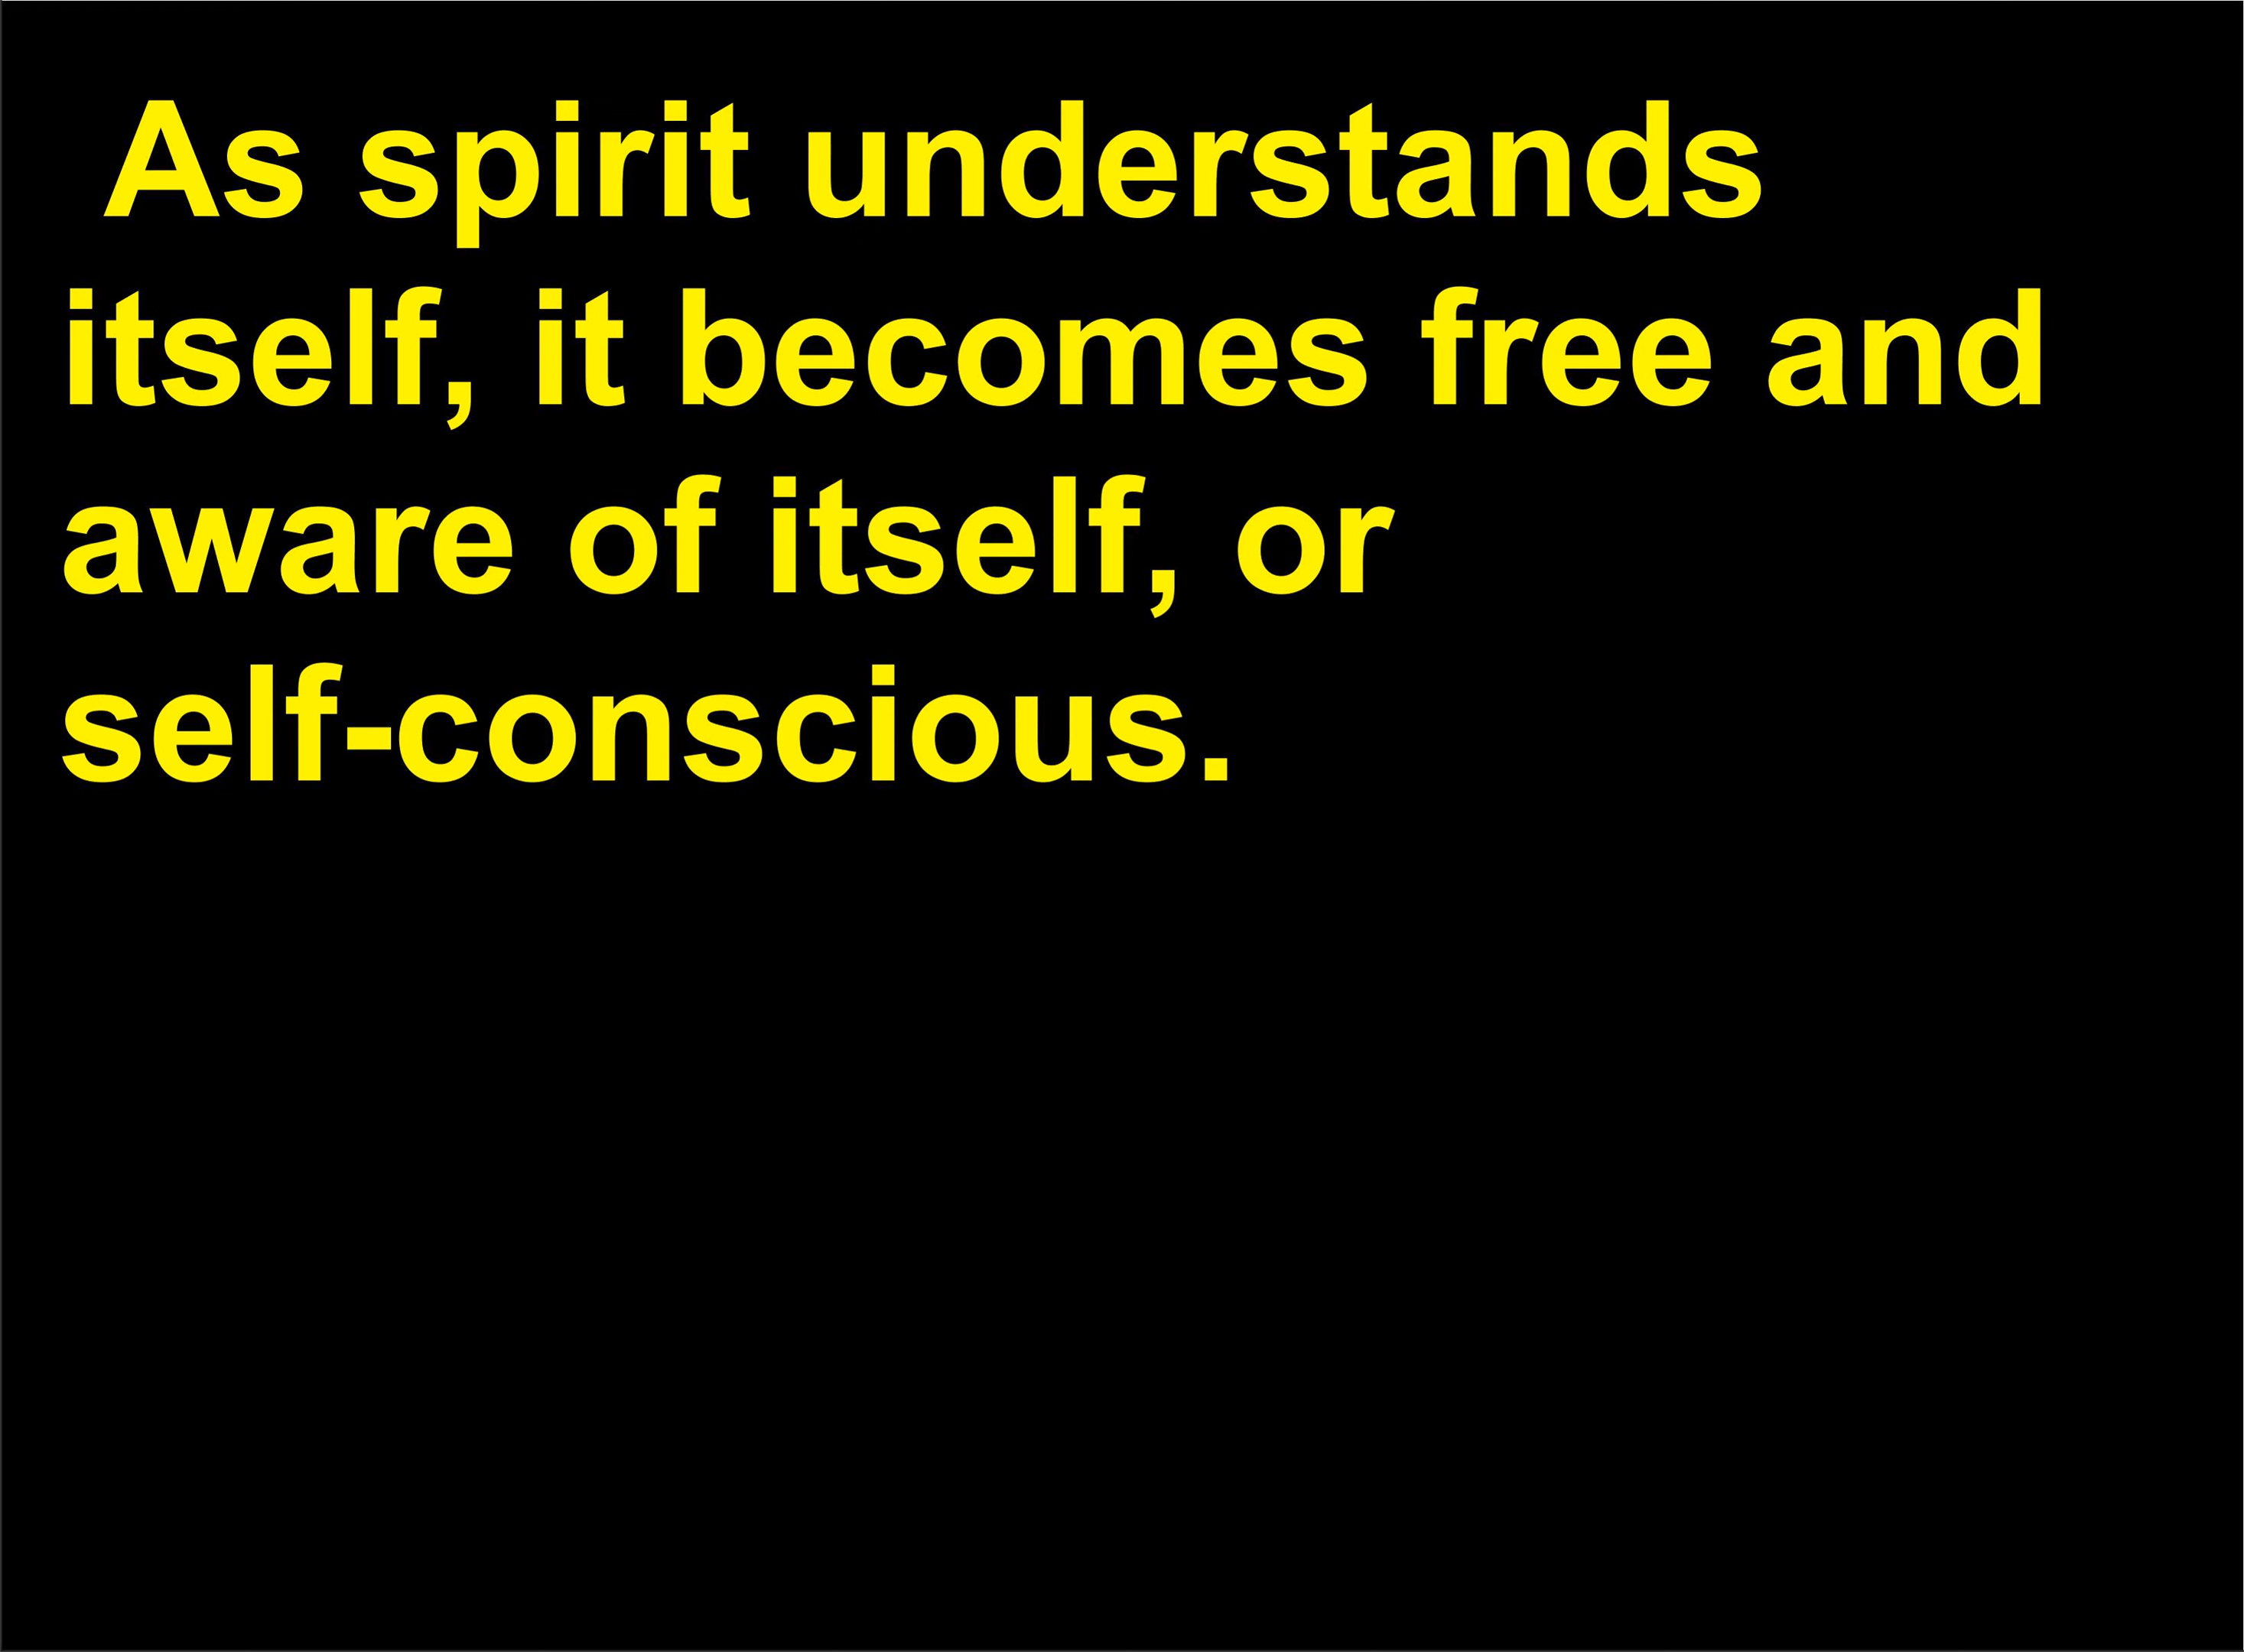 As spirit understands
itself, it becomes free and
aware of itself, or
self-conscious.